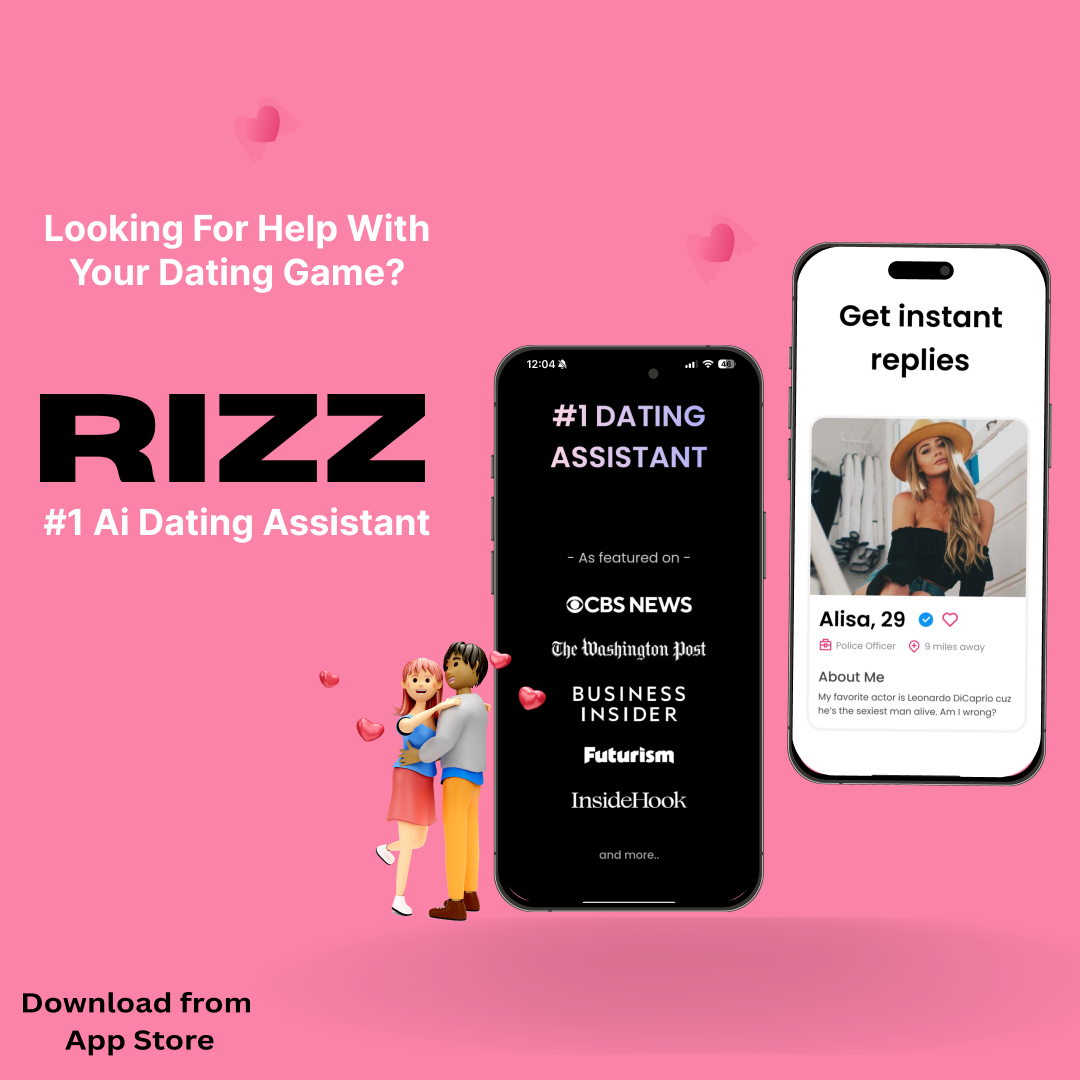 Looking For Help With
Your Dating Game?
RIZZ
#1 Ai Dating Assistant
12:04
46
#1 DATING
ASSISTANT
- As featured on -
CBS NEWS
The Washington Post
BUSINESS
INSIDER
Futurism
InsideHook
and more..
Get instant
replies
Alisa, 29
Police Officer
9 miles away
About Me
My favorite actor is Leonardo DiCaprio cuz
he's the sexiest man alive. Am I wrong?
Download from
App Store